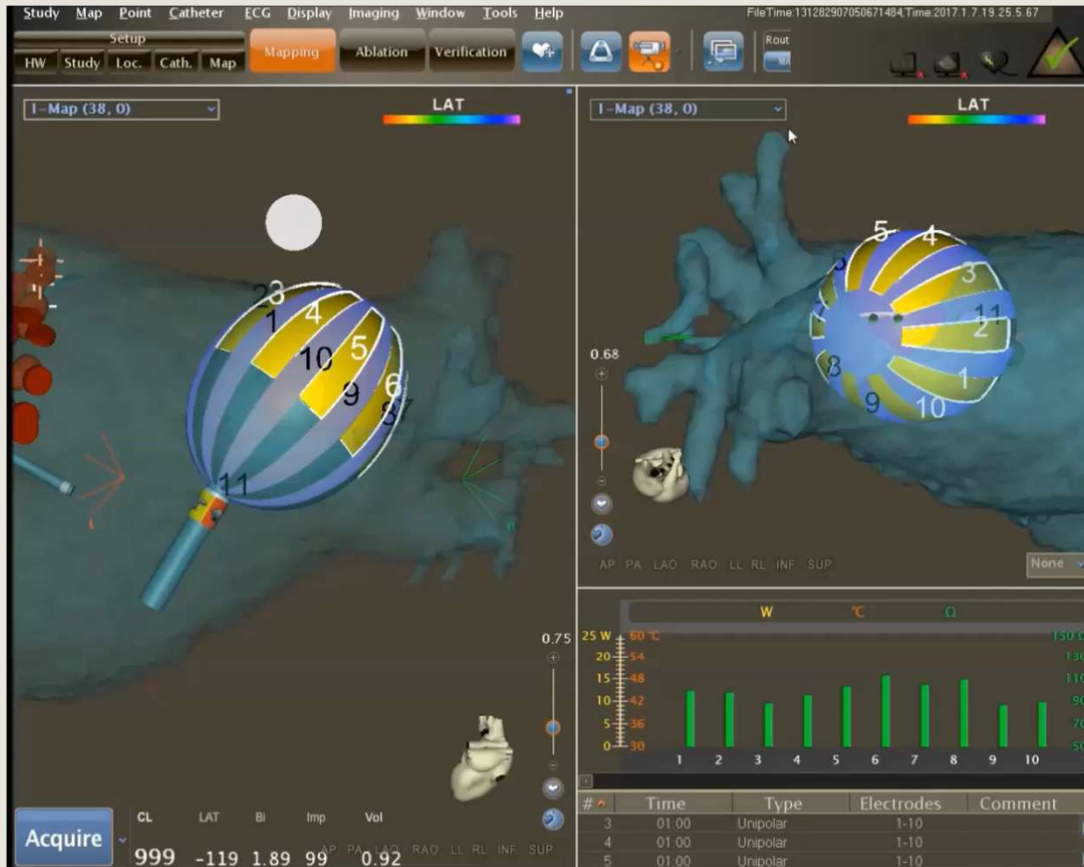 Study Map Point Catheter ECG Display Imaging Window Tools Help
FileTime:131282907050671484,Time:2017.1.7.19.25.5.67
Setup
HW Study Loc. Cath. Map
Mapping Ablation Verification
Rout
1-Map (38, 0)
LAT
1-Map (38, 0)
LAT
2 3 4
1 5
10
9 6
8
11
5 4
3
11
2
8 1
9 10
0.68
AP PA LAO RAO LL RL INF SUP
None
0.75
W °C Ω
25 W 60 °C 150 Ω
20 54 130
15 48 110
10 42 90
5 36 70
0 30 50
1 2 3 4 5 6 7 8 9 10
# Time Type Electrodes Comment
3 01:00 Unipolar 1-10
4 01:00 Unipolar 1-10
5 01:00 Unipolar 1-10
Acquire
CL LAT Bi Imp Vol
999 -119 1.89 99 0.92
AP PA LAO RAO LL RL INF SUP